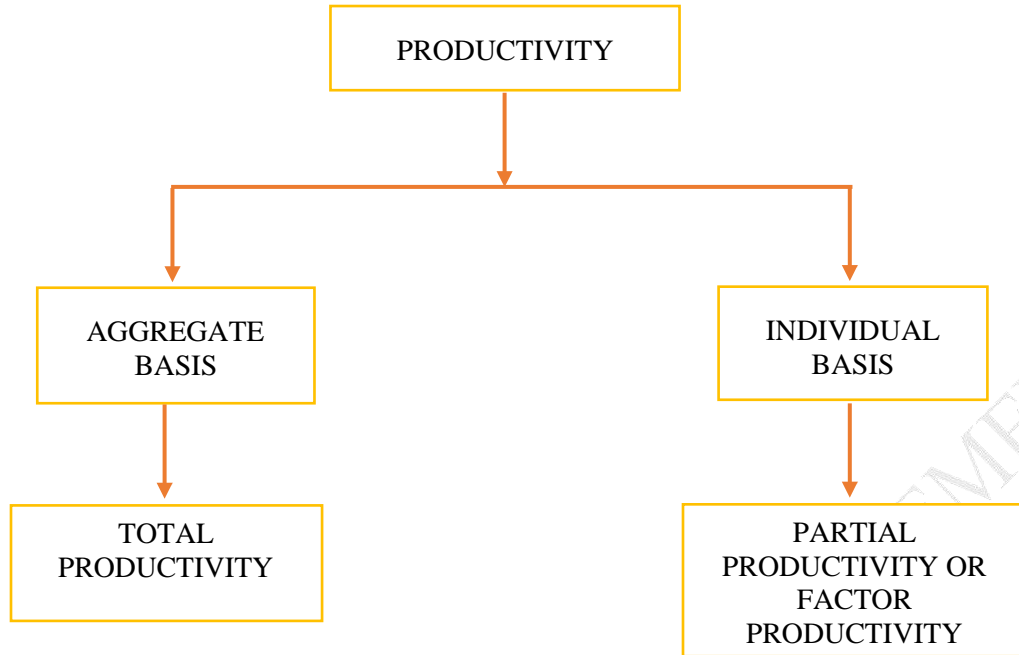 PRODUCTIVITY
AGGREGATE
BASIS
INDIVIDUAL
BASIS
TOTAL
PRODUCTIVITY
PARTIAL
PRODUCTIVITY OR
FACTOR
PRODUCTIVITY